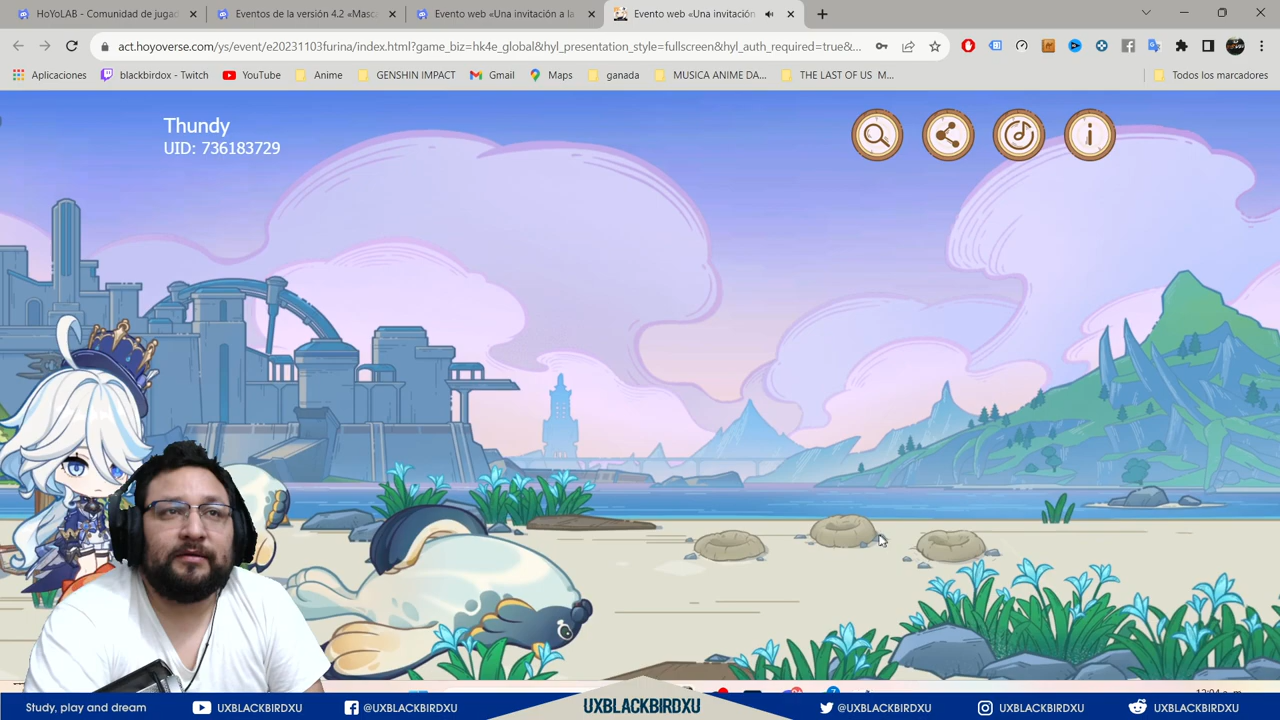 HoYoLAB - Comunidad de jugad
Eventos de la versión 4.2 «Masca
Evento web «Una invitación a la
Evento web «Una invitación
act.hoyoverse.com/ys/event/e20231103furina/index.html?game_biz=hk4e_global&hyl_presentation_style=fullscreen&hyl_auth_required=true&...
Aplicaciones
blackbirdox - Twitch
YouTube
Anime
GENSHIN IMPACT
Gmail
Maps
ganada
MUSICA ANIME DA...
THE LAST OF US M...
Todos los marcadores
Thundy
UID: 736183729
Study, play and dream
UXBLACKBIRDXU
@UXBLACKBIRDXU
UXBLACKBIRDXU
@UXBLACKBIRDXU
UXBLACKBIRDXU
UXBLACKBIRDXU